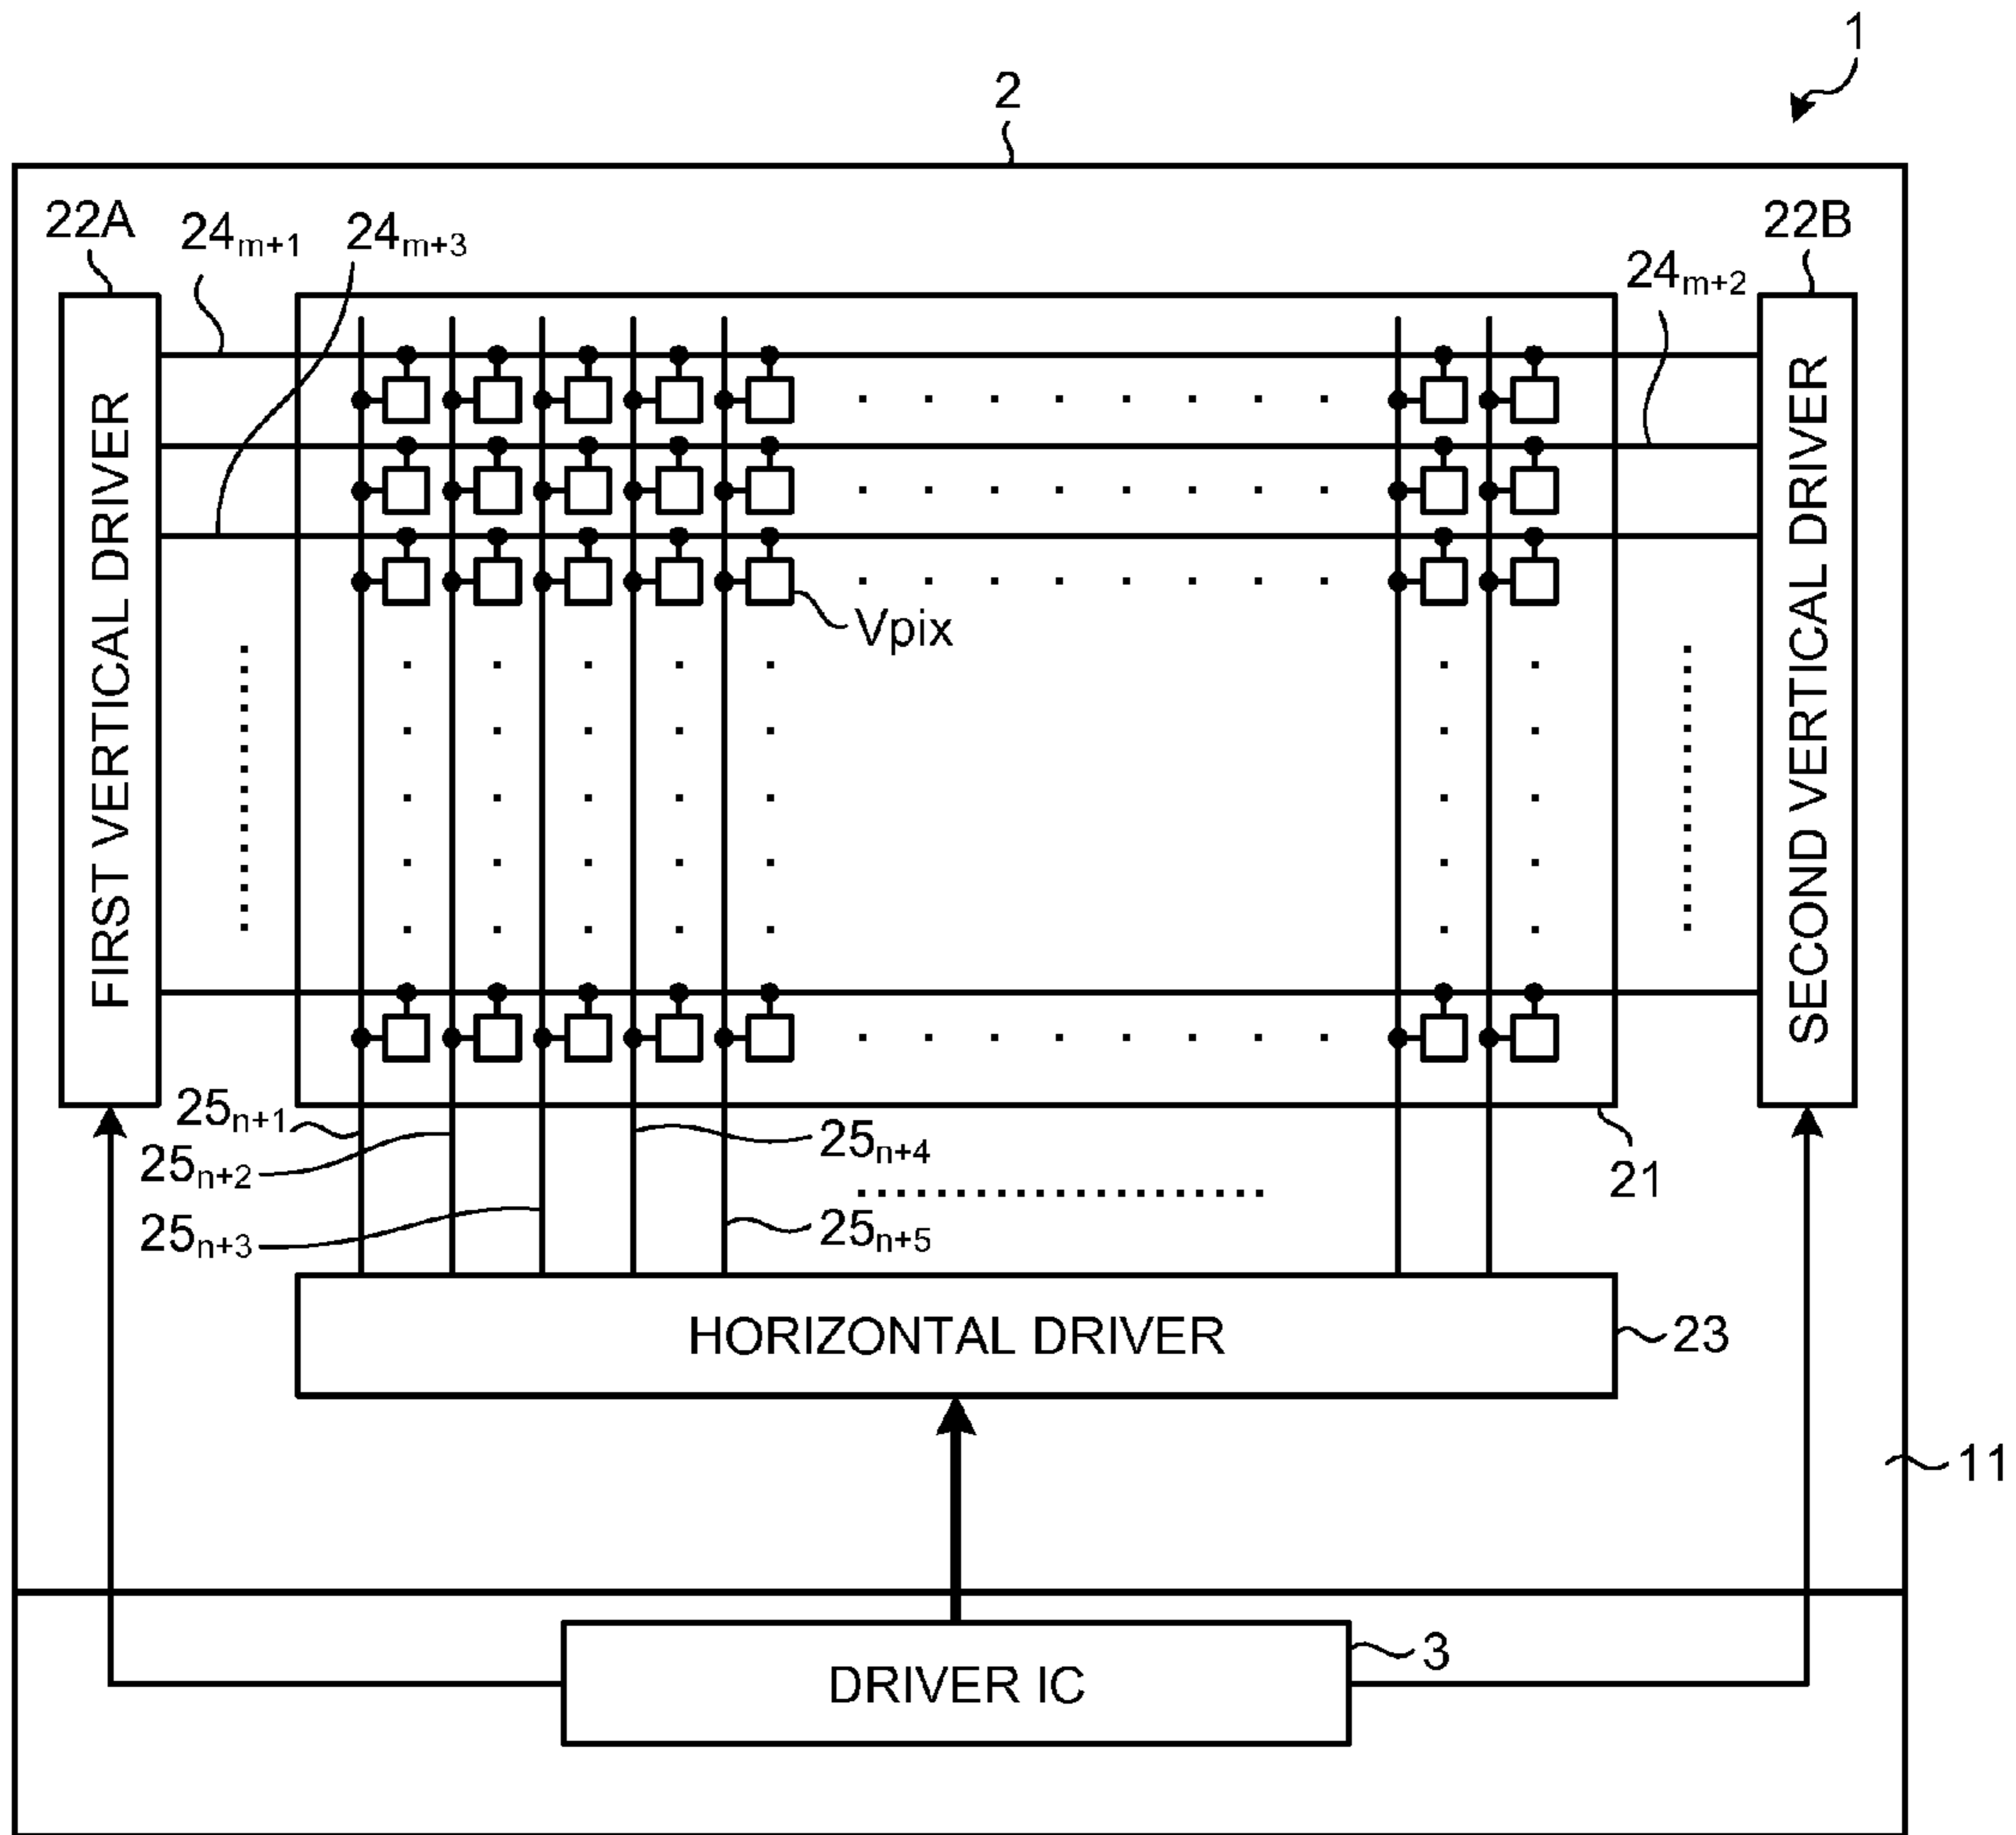 1
2
22A
24m+1
24m+3
22B
24m+2
FIRST VERTICAL DRIVER
SECOND VERTICAL DRIVER
Vpix
25n+1
25n+2
25n+3
25n+4
25n+5
21
HORIZONTAL DRIVER
23
11
3
DRIVER IC